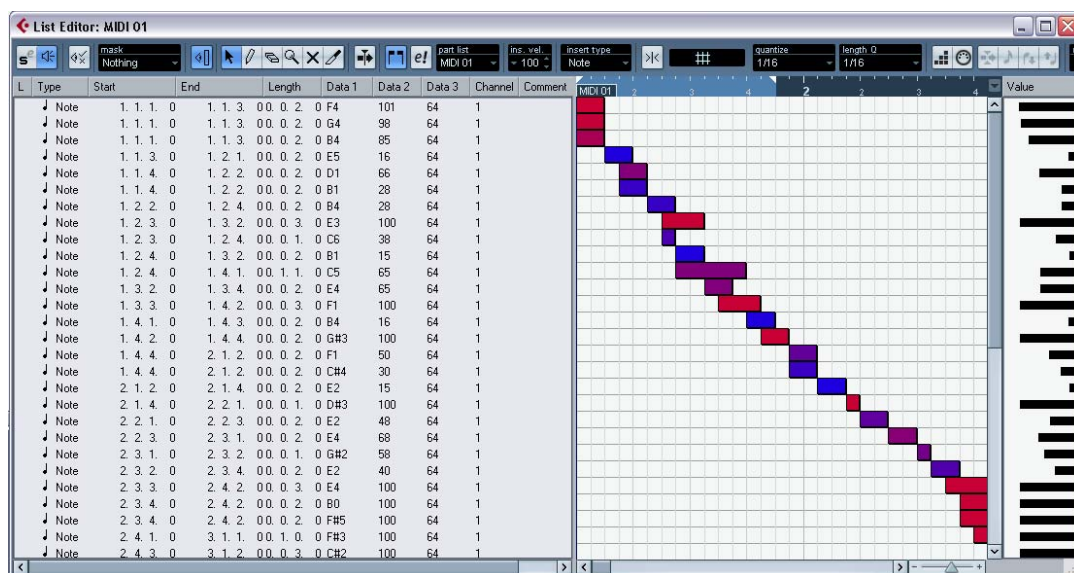 List Editor: MIDI 01
mask part list ins. vel. insert type quantize length Q
Nothing MIDI 01 100 Note 1/16 1/16
L Type Start End Length Data 1 Data 2 Data 3 Channel Comment MIDI 01 2 3 4 2 2 3 4 Value
Note 1. 1. 1. 0 1. 1. 3. 0 0. 0. 2. 0 F4 101 64 1
Note 1. 1. 1. 0 1. 1. 3. 0 0. 0. 2. 0 G4 98 64 1
Note 1. 1. 1. 0 1. 1. 3. 0 0. 0. 2. 0 B4 85 64 1
Note 1. 1. 3. 0 1. 2. 1. 0 0. 0. 2. 0 E5 16 64 1
Note 1. 1. 4. 0 1. 2. 2. 0 0. 0. 2. 0 D1 66 64 1
Note 1. 1. 4. 0 1. 2. 2. 0 0. 0. 2. 0 B1 28 64 1
Note 1. 2. 2. 0 1. 2. 4. 0 0. 0. 2. 0 B4 28 64 1
Note 1. 2. 3. 0 1. 3. 2. 0 0. 0. 3. 0 E3 100 64 1
Note 1. 2. 3. 0 1. 2. 4. 0 0. 0. 1. 0 C6 38 64 1
Note 1. 2. 4. 0 1. 3. 2. 0 0. 0. 2. 0 B1 15 64 1
Note 1. 2. 4. 0 1. 4. 1. 0 0. 1. 1. 0 C5 65 64 1
Note 1. 3. 2. 0 1. 3. 4. 0 0. 0. 2. 0 E4 65 64 1
Note 1. 3. 3. 0 1. 4. 2. 0 0. 0. 3. 0 F1 100 64 1
Note 1. 4. 1. 0 1. 4. 3. 0 0. 0. 2. 0 B4 16 64 1
Note 1. 4. 2. 0 1. 4. 4. 0 0. 0. 2. 0 G#3 100 64 1
Note 1. 4. 4. 0 2. 1. 2. 0 0. 0. 2. 0 F1 50 64 1
Note 1. 4. 4. 0 2. 1. 2. 0 0. 0. 2. 0 C#4 30 64 1
Note 2. 1. 2. 0 2. 1. 4. 0 0. 0. 2. 0 E2 15 64 1
Note 2. 1. 4. 0 2. 2. 1. 0 0. 0. 1. 0 D#3 100 64 1
Note 2. 2. 1. 0 2. 2. 3. 0 0. 0. 2. 0 E2 48 64 1
Note 2. 2. 3. 0 2. 3. 1. 0 0. 0. 2. 0 E4 68 64 1
Note 2. 3. 1. 0 2. 3. 2. 0 0. 0. 1. 0 G#2 58 64 1
Note 2. 3. 2. 0 2. 3. 4. 0 0. 0. 2. 0 E2 40 64 1
Note 2. 3. 3. 0 2. 4. 2. 0 0. 0. 3. 0 E4 100 64 1
Note 2. 3. 4. 0 2. 4. 2. 0 0. 0. 2. 0 B0 100 64 1
Note 2. 3. 4. 0 2. 4. 2. 0 0. 0. 2. 0 F#5 100 64 1
Note 2. 4. 1. 0 3. 1. 1. 0 0. 1. 0. 0 F#3 100 64 1
Note 2. 4. 3. 0 3. 1. 2. 0 0. 0. 3. 0 C#2 100 64 1